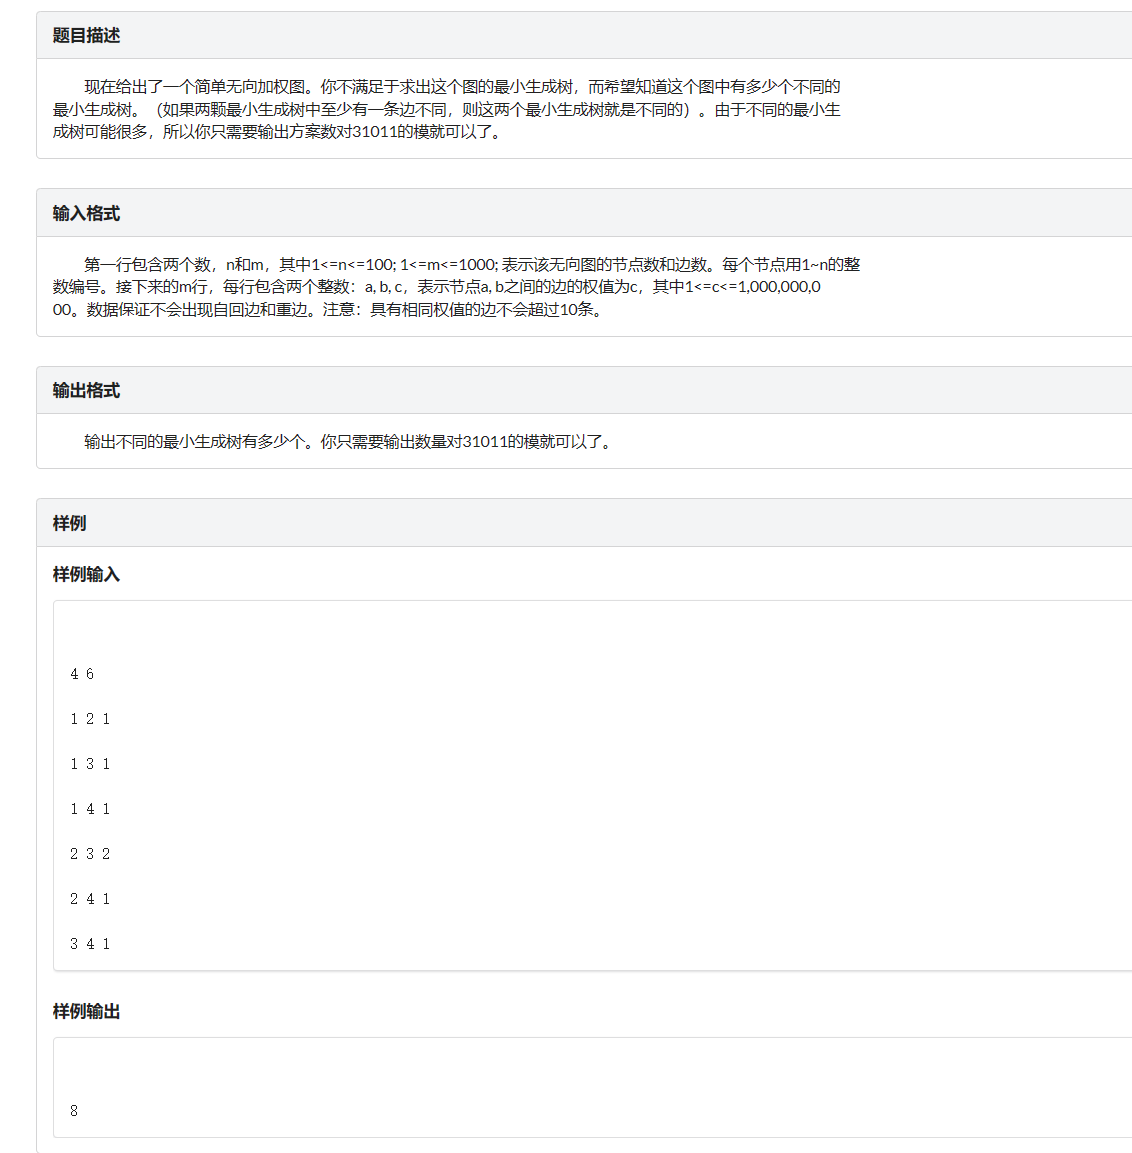 题目描述
现在给出了一个简单无向加权图。你不满足于求出这个图的最小生成树，而希望知道这个图中有多少个不同的
最小生成树。（如果两颗最小生成树中至少有一条边不同，则这两个最小生成树就是不同的）。由于不同的最小生
成树可能很多，所以你只需要输出方案数对31011的模就可以了。
输入格式
第一行包含两个数，n和m，其中1<=n<=100; 1<=m<=1000; 表示该无向图的节点数和边数。每个节点用1~n的整
数编号。接下来的m行，每行包含两个整数：a, b, c，表示节点a, b之间的边的权值为c，其中1<=c<=1,000,000,0
00。数据保证不会出现自回边和重边。注意：具有相同权值的边不会超过10条。
输出格式
输出不同的最小生成树有多少个。你只需要输出数量对31011的模就可以了。
样例
样例输入
4 6
1 2 1
1 3 1
1 4 1
2 3 2
2 4 1
3 4 1
样例输出
8